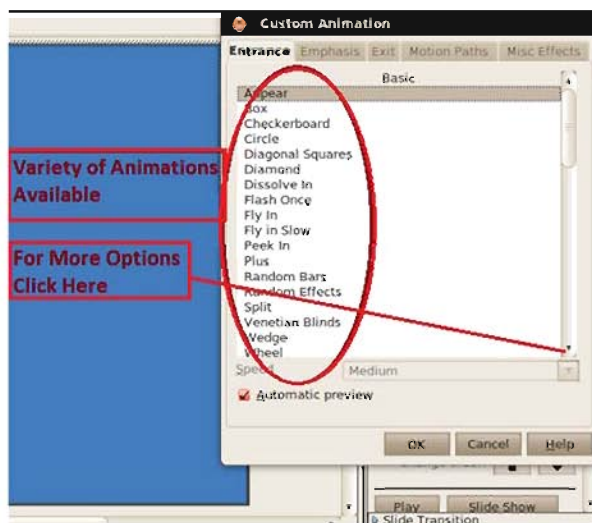 Custom Animation
Entrance Emphasis Exit Motion Paths Misc Effects
Basic
Appear
Box
Checkerboard
Circle
Diagonal Squares
Diamond
Dissolve In
Flash Once
Fly In
Fly in Slow
Peek In
Plus
Random Bars
Random Effects
Split
Venetian Blinds
Wedge
Wheel
Variety of Animations
Available
For More Options
Click Here
Speed Medium
Automatic preview
OK Cancel Help
Play Slide Show
Slide Transition